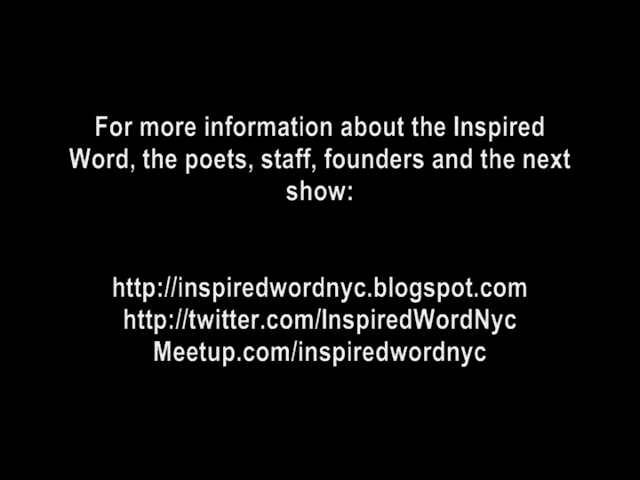 For more information about the Inspired
Word, the poets, staff, founders and the next
show:
http://inspiredwordnyc.blogspot.com
http://twitter.com/InspiredWordNyc
Meetup.com/inspiredwordnyc